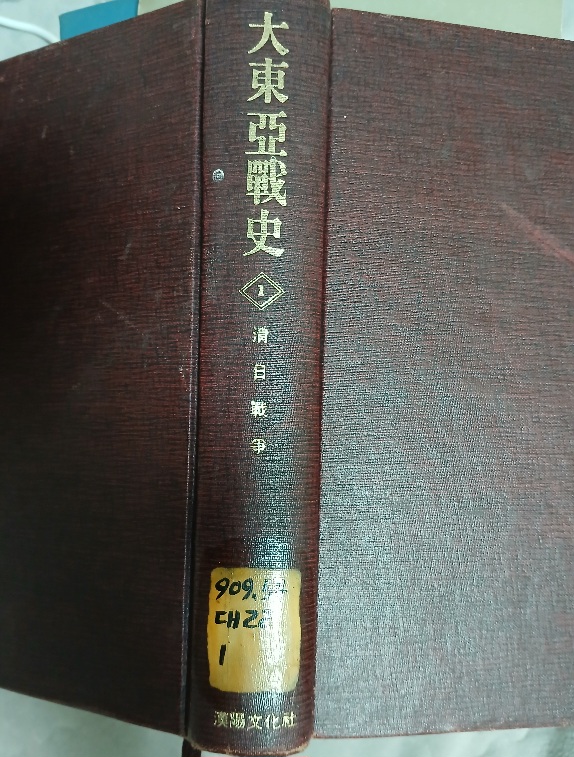 大東亞戰史
1
淸日戰爭
909.
대22
1
漢陽文化社